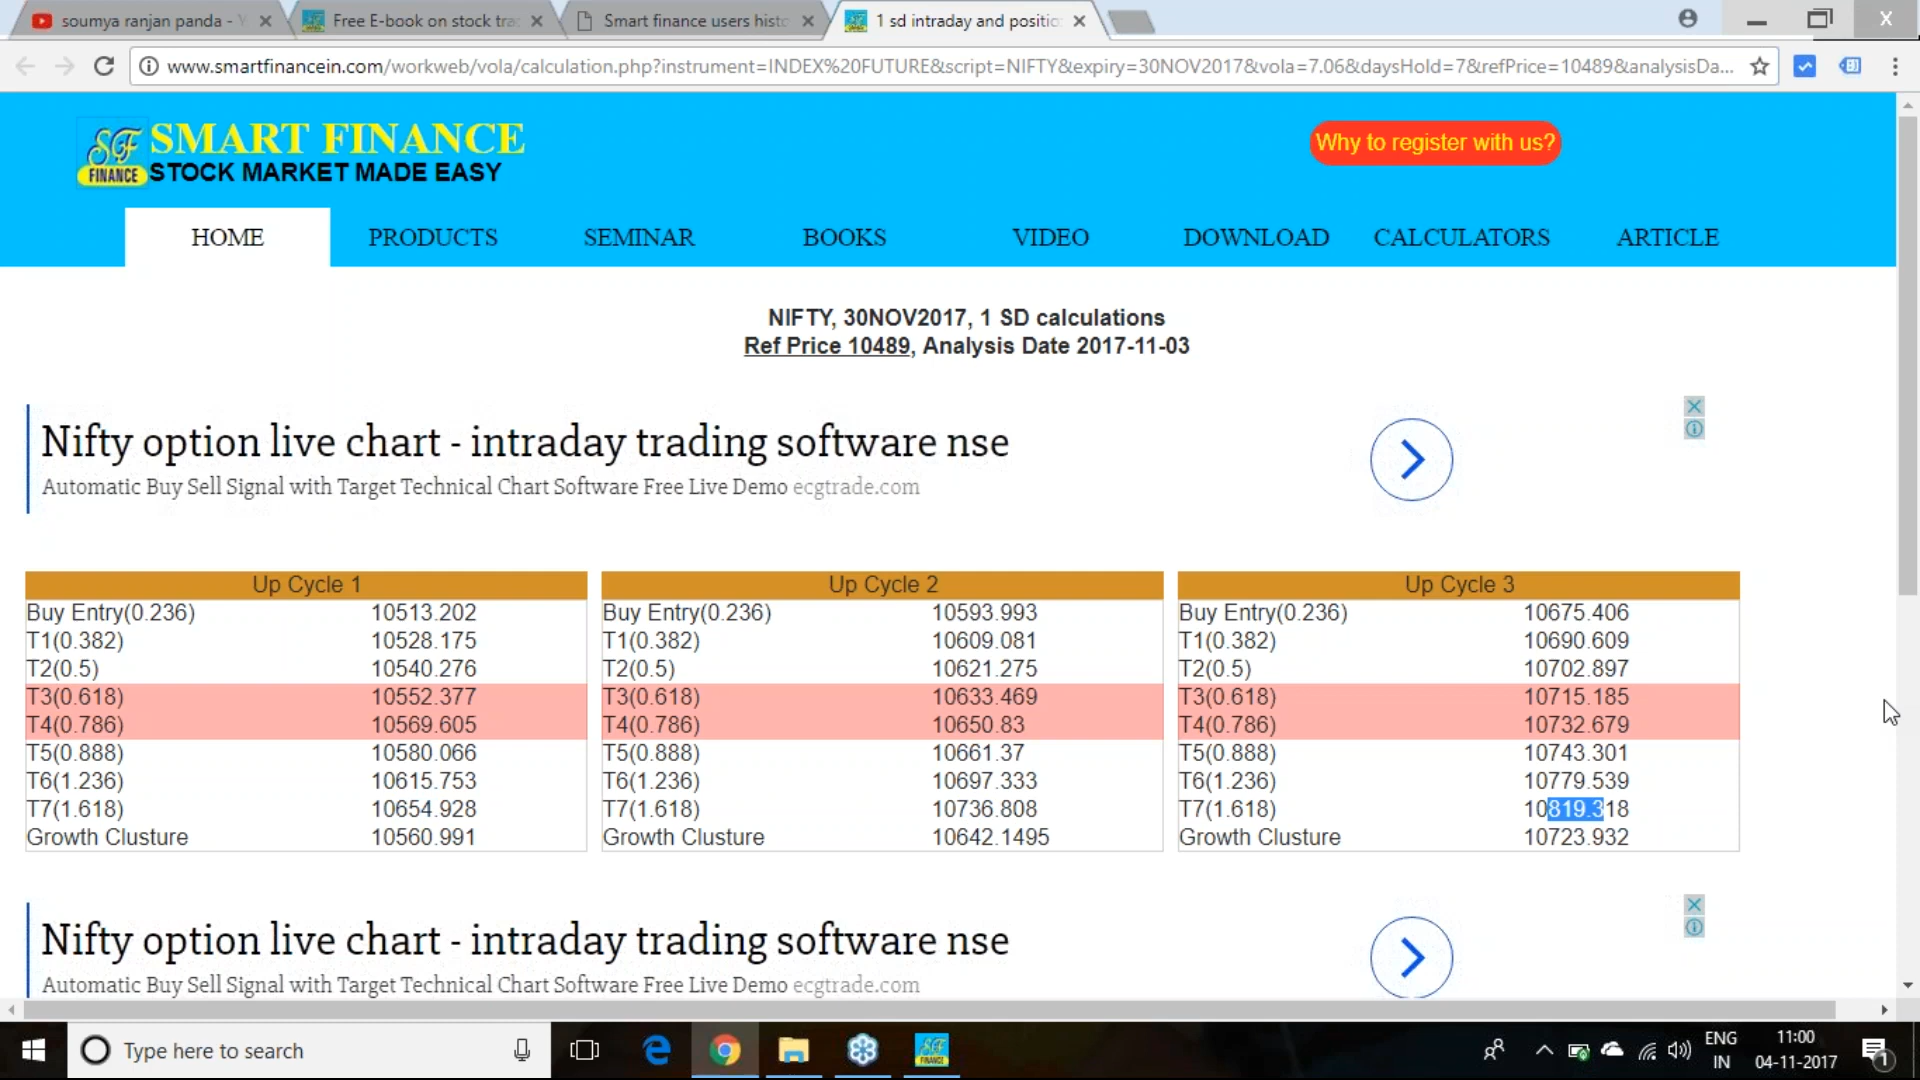 soumya ranjan panda - Y
Free E-book on stock tra
Smart finance users histo
1 sd intraday and positio
www.smartfinancein.com/workweb/vola/calculation.php?instrument=INDEX%20FUTURE&script=NIFTY&expiry=30NOV2017&vola=7.06&daysHold=7&refPrice=10489&analysisDa...
SF FINANCE
SMART FINANCE
STOCK MARKET MADE EASY
Why to register with us?
HOME PRODUCTS SEMINAR BOOKS VIDEO DOWNLOAD CALCULATORS ARTICLE
NIFTY, 30NOV2017, 1 SD calculations
Ref Price 10489, Analysis Date 2017-11-03
Nifty option live chart - intraday trading software nse
Automatic Buy Sell Signal with Target Technical Chart Software Free Live Demo ecgtrade.com
Up Cycle 1
Buy Entry(0.236) 10513.202
T1(0.382) 10528.175
T2(0.5) 10540.276
T3(0.618) 10552.377
T4(0.786) 10569.605
T5(0.888) 10580.066
T6(1.236) 10615.753
T7(1.618) 10654.928
Growth Clusture 10560.991
Up Cycle 2
Buy Entry(0.236) 10593.993
T1(0.382) 10609.081
T2(0.5) 10621.275
T3(0.618) 10633.469
T4(0.786) 10650.83
T5(0.888) 10661.37
T6(1.236) 10697.333
T7(1.618) 10736.808
Growth Clusture 10642.1495
Up Cycle 3
Buy Entry(0.236) 10675.406
T1(0.382) 10690.609
T2(0.5) 10702.897
T3(0.618) 10715.185
T4(0.786) 10732.679
T5(0.888) 10743.301
T6(1.236) 10779.539
T7(1.618) 10819.318
Growth Clusture 10723.932
Nifty option live chart - intraday trading software nse
Automatic Buy Sell Signal with Target Technical Chart Software Free Live Demo ecgtrade.com
Type here to search
SF FINANCE
ENG
IN
11:00
04-11-2017
1